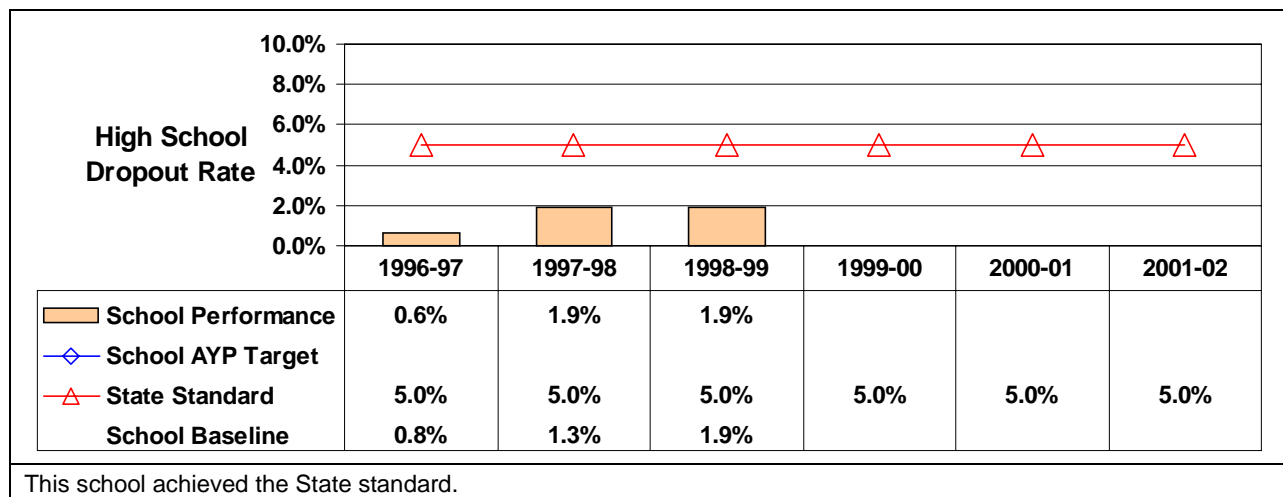 10.0%
8.0%
6.0%
4.0%
2.0%
0.0%
High School
Dropout Rate
1996-97 1997-98 1998-99 1999-00 2000-01 2001-02
School Performance 0.6% 1.9% 1.9%
School AYP Target
State Standard 5.0% 5.0% 5.0% 5.0% 5.0% 5.0%
School Baseline 0.8% 1.3% 1.9%
This school achieved the State standard.